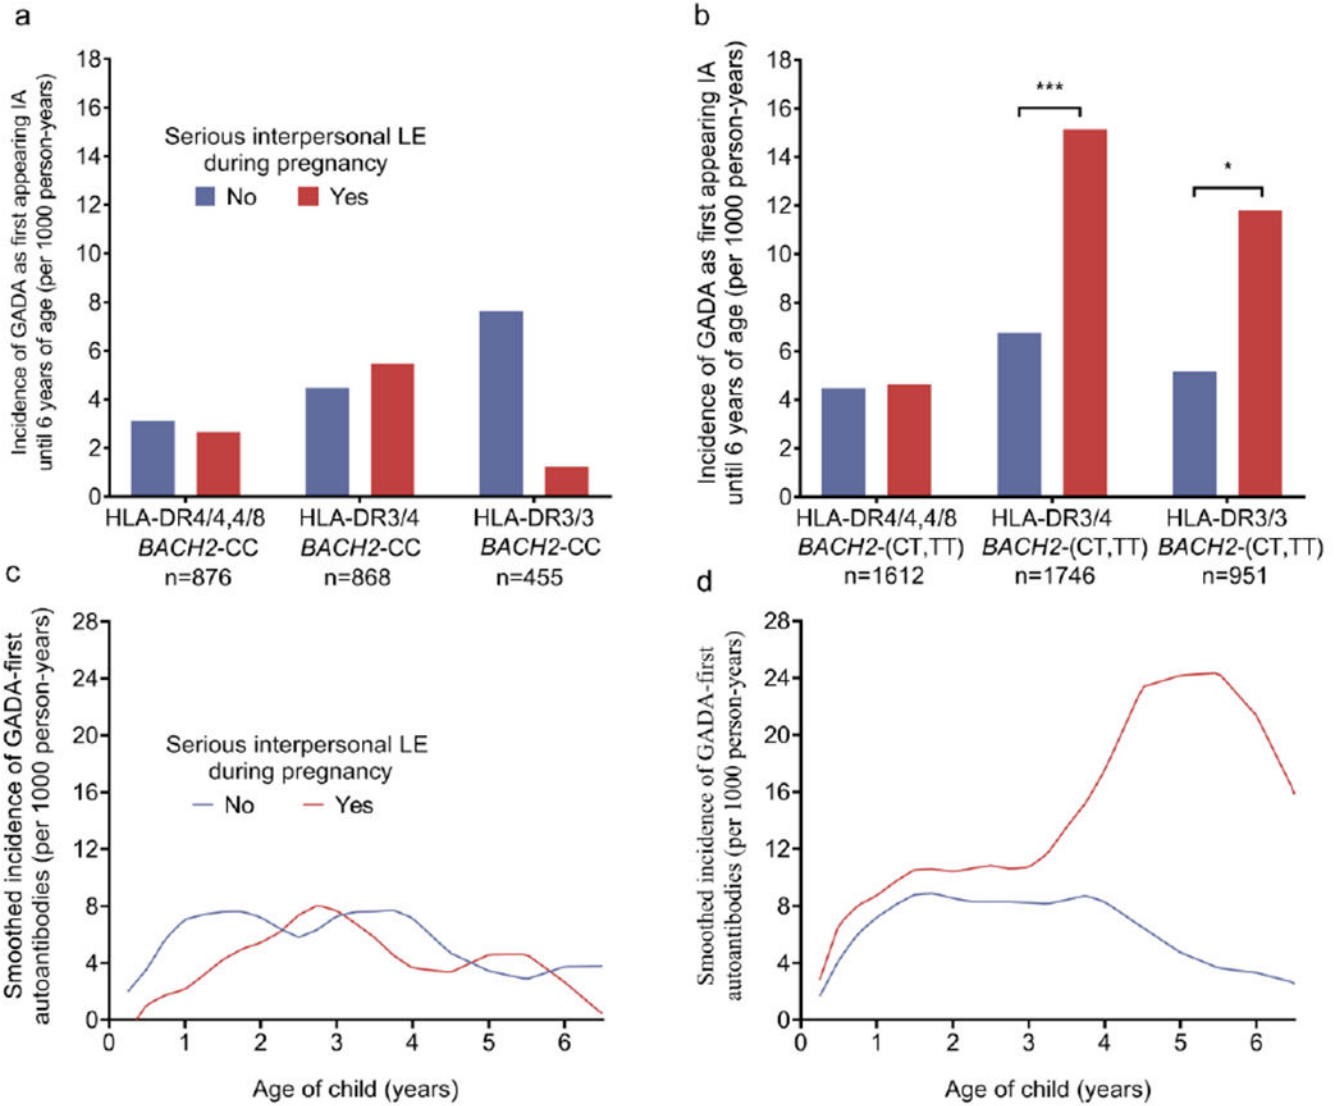 a
Incidence of GADA as first appearing IA
until 6 years of age (per 1000 person-years)
18
16
14
12
10
8
6
4
2
0
Serious interpersonal LE
during pregnancy
No Yes
HLA-DR4/4,4/8 HLA-DR3/4 HLA-DR3/3
BACH2-CC BACH2-CC BACH2-CC
n=876 n=868 n=455
b
Incidence of GADA as first appearing IA
until 6 years of age (per 1000 person-years)
18
16
14
12
10
8
6
4
2
0
***
*
HLA-DR4/4,4/8 HLA-DR3/4 HLA-DR3/3
BACH2-(CT,TT) BACH2-(CT,TT) BACH2-(CT,TT)
n=1612 n=1746 n=951
c
Smoothed incidence of GADA-first
autoantibodies (per 1000 person-years)
28
24
20
16
12
8
4
0
Serious interpersonal LE
during pregnancy
No Yes
0 1 2 3 4 5 6
Age of child (years)
d
Smoothed incidence of GADA-first
autoantibodies (per 1000 person-years)
28
24
20
16
12
8
4
0
0 1 2 3 4 5 6
Age of child (years)